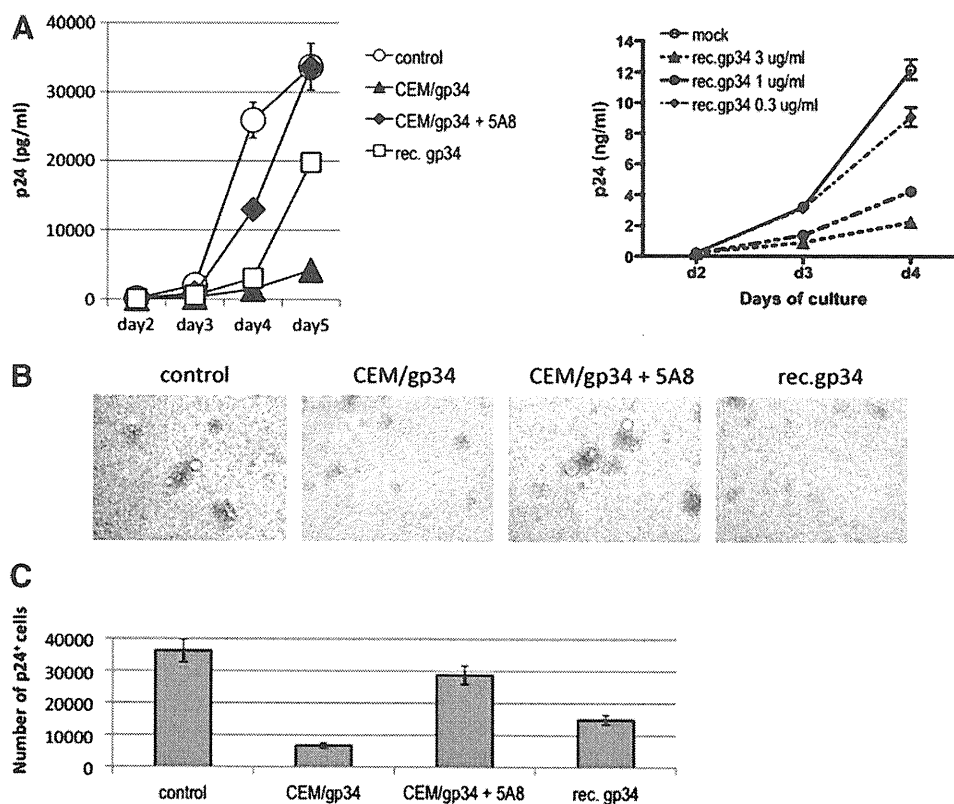 A
p24 (pg/ml)
40000
30000
20000
10000
0
day2 day3 day4 day5
control
CEM/gp34
CEM/gp34 + 5A8
rec. gp34
p24 (ng/ml)
14
12
10
8
6
4
2
0
d2 d3 d4
Days of culture
mock
rec.gp34 3 ug/ml
rec.gp34 1 ug/ml
rec.gp34 0.3 ug/ml
B
control CEM/gp34 CEM/gp34 + 5A8 rec.gp34
C
Number of p24+ cells
40000
30000
20000
10000
0
control CEM/gp34 CEM/gp34 + 5A8 rec. gp34